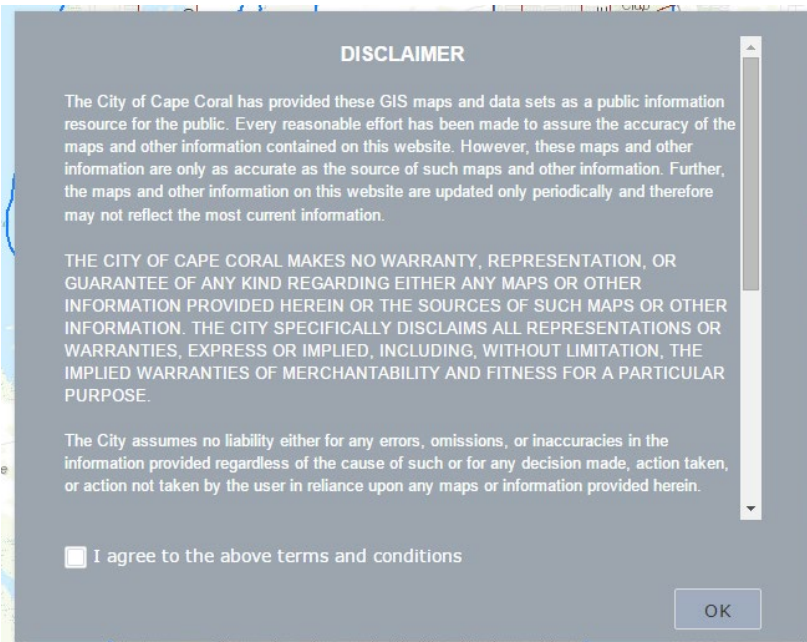 DISCLAIMER
The City of Cape Coral has provided these GIS maps and data sets as a public information
resource for the public. Every reasonable effort has been made to assure the accuracy of the
maps and other information contained on this website. However, these maps and other
information are only as accurate as the source of such maps and other information. Further,
the maps and other information on this website are updated only periodically and therefore
may not reflect the most current information.
THE CITY OF CAPE CORAL MAKES NO WARRANTY, REPRESENTATION, OR
GUARANTEE OF ANY KIND REGARDING EITHER ANY MAPS OR OTHER
INFORMATION PROVIDED HEREIN OR THE SOURCES OF SUCH MAPS OR OTHER
INFORMATION. THE CITY SPECIFICALLY DISCLAIMS ALL REPRESENTATIONS OR
WARRANTIES, EXPRESS OR IMPLIED, INCLUDING, WITHOUT LIMITATION, THE
IMPLIED WARRANTIES OF MERCHANTABILITY AND FITNESS FOR A PARTICULAR
PURPOSE.
The City assumes no liability either for any errors, omissions, or inaccuracies in the
information provided regardless of the cause of such or for any decision made, action taken,
or action not taken by the user in reliance upon any maps or information provided herein.
I agree to the above terms and conditions
OK